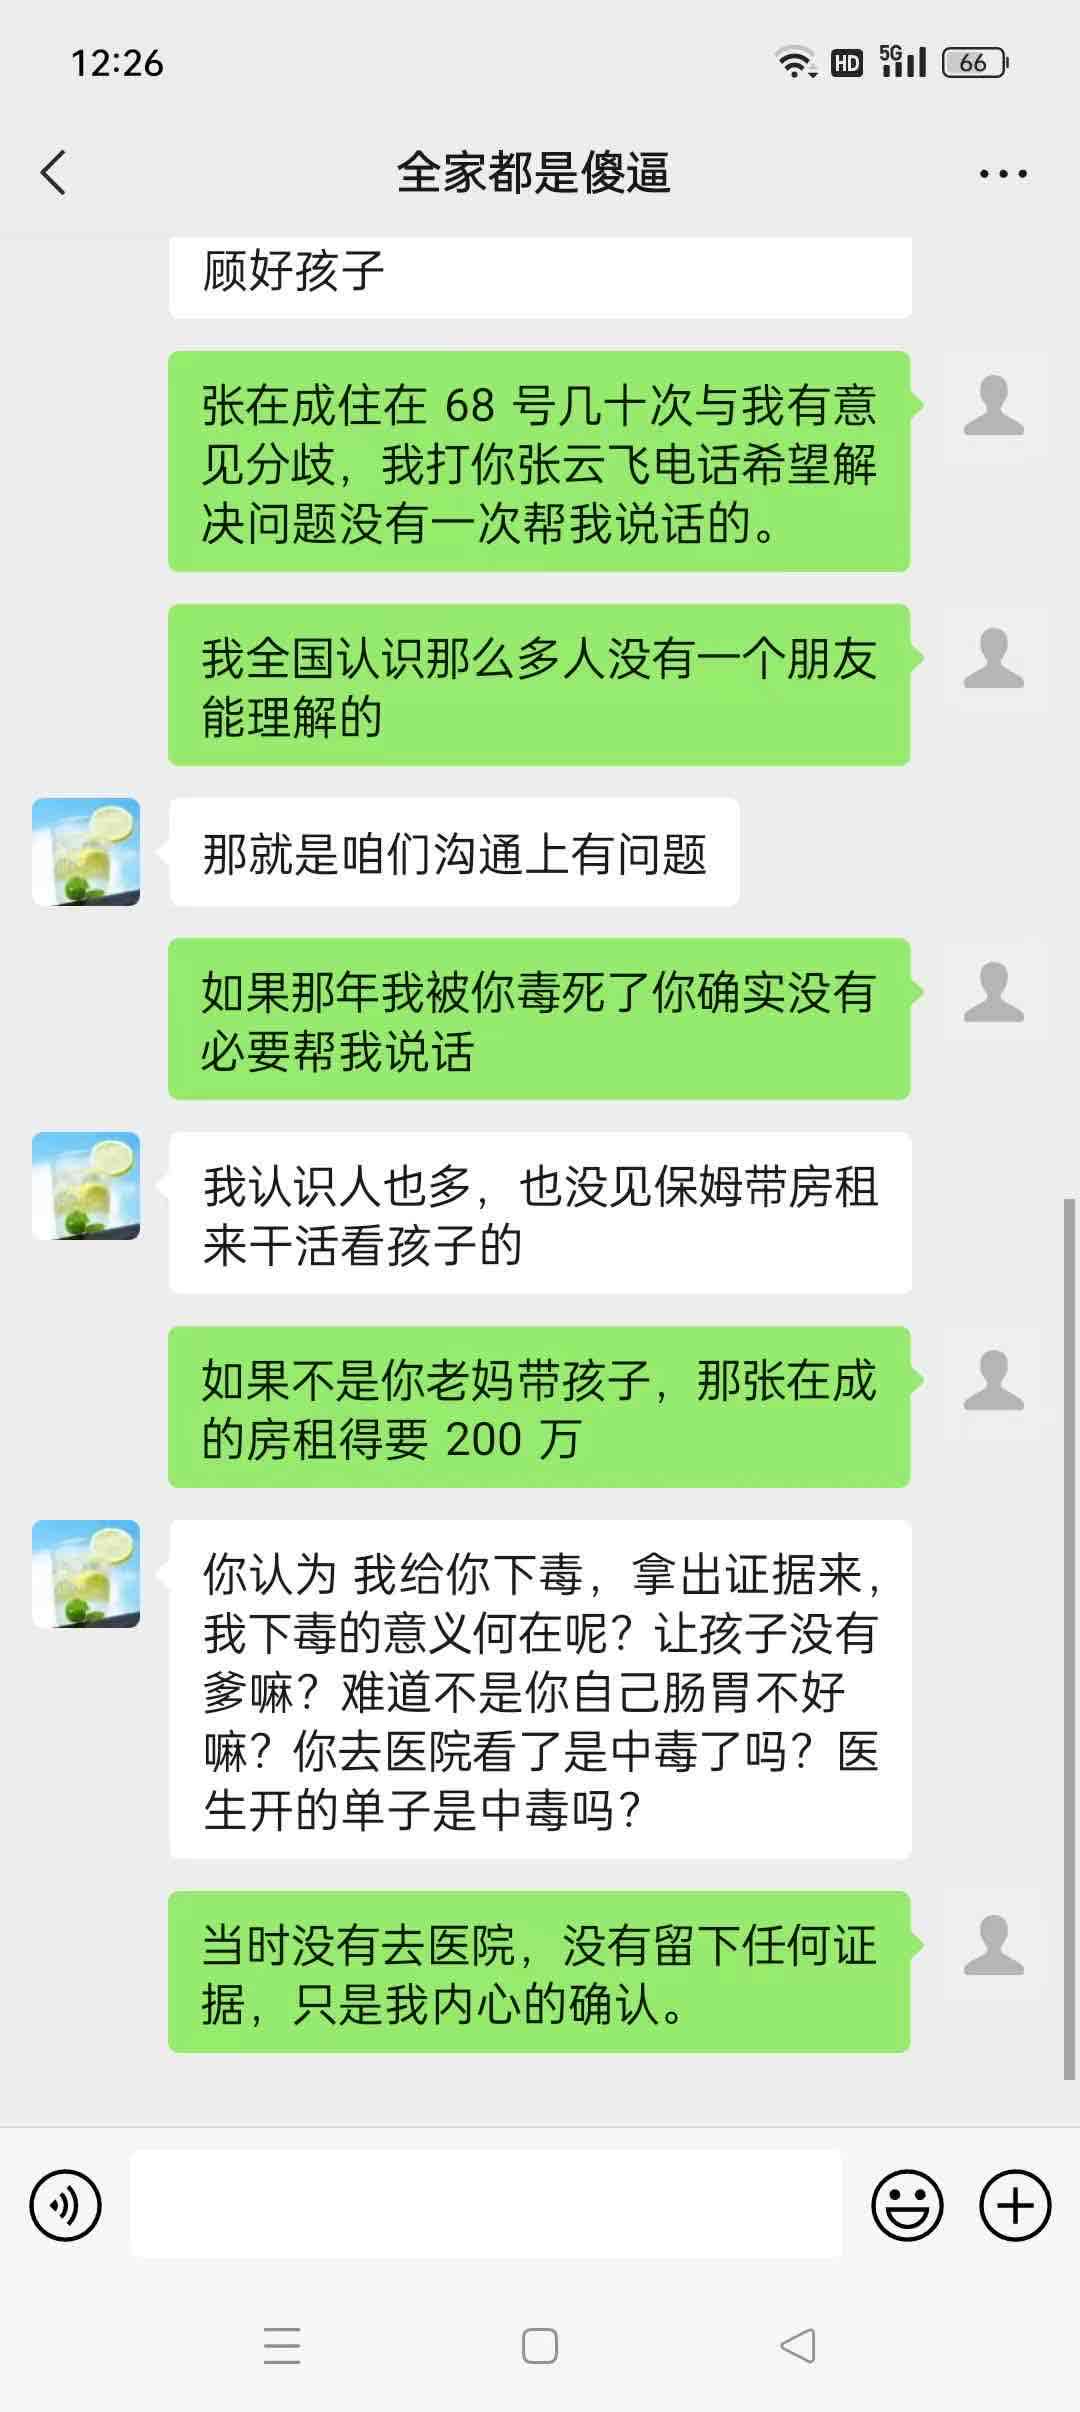 12:26
HD
5G
66
全家都是傻逼
顾好孩子
张在成住在 68 号几十次与我有意
见分歧，我打你张云飞电话希望解
决问题没有一次帮我说话的。
我全国认识那么多人没有一个朋友
能理解的
那就是咱们沟通上有问题
如果那年我被你毒死了你确实没有
必要帮我说话
我认识人也多，也没见保姆带房租
来干活看孩子的
如果不是你老妈带孩子，那张在成
的房租得要 200 万
你认为 我给你下毒，拿出证据来，
我下毒的意义何在呢？让孩子没有
爹嘛？难道不是你自己肠胃不好
嘛？你去医院看了是中毒了吗？医
生开的单子是中毒吗？
当时没有去医院，没有留下任何证
据，只是我内心的确认。